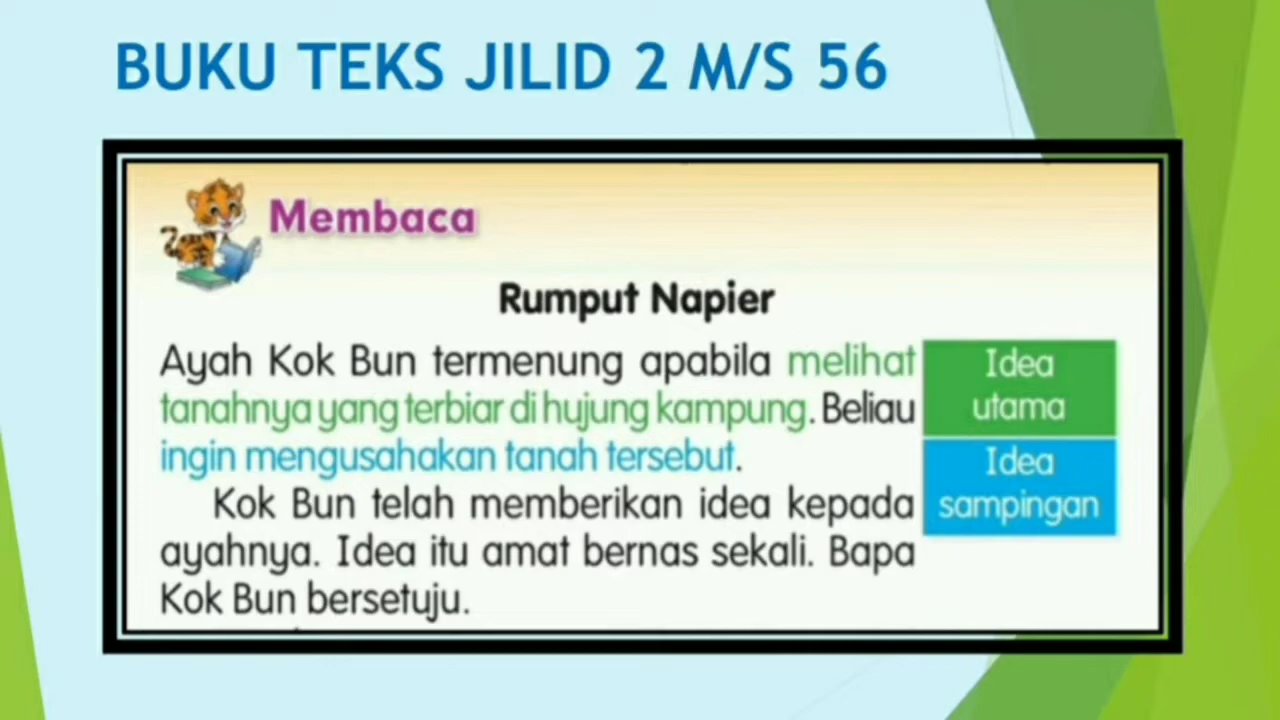 BUKU TEKS JILID 2 M/S 56
Membaca
Rumput Napier
Ayah Kok Bun termenung apabila melihat
tanahnya yang terbiar di hujung kampung. Beliau
ingin mengusahakan tanah tersebut.
Kok Bun telah memberikan idea kepada
ayahnya. Idea itu amat bernas sekali. Bapa
Kok Bun bersetuju.
Idea
utama
Idea
sampingan